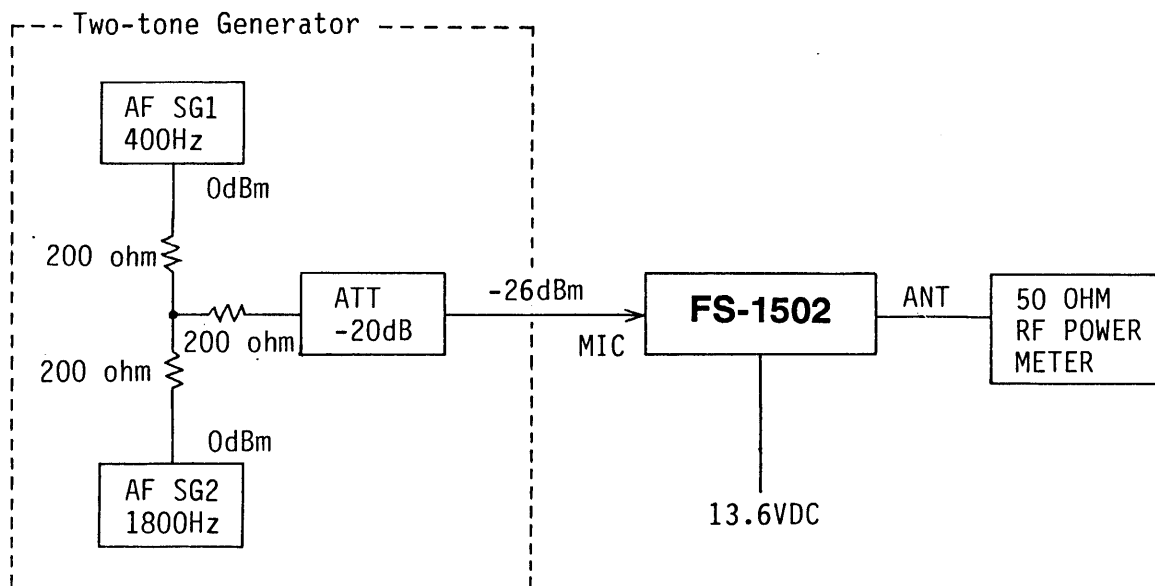 Two-tone Generator
AF SG1
400Hz
0dBm
200 ohm
200 ohm
200 ohm
ATT
-20dB
-26dBm
MIC
FS-1502
ANT
50 OHM
RF POWER
METER
0dBm
AF SG2
1800Hz
13.6VDC